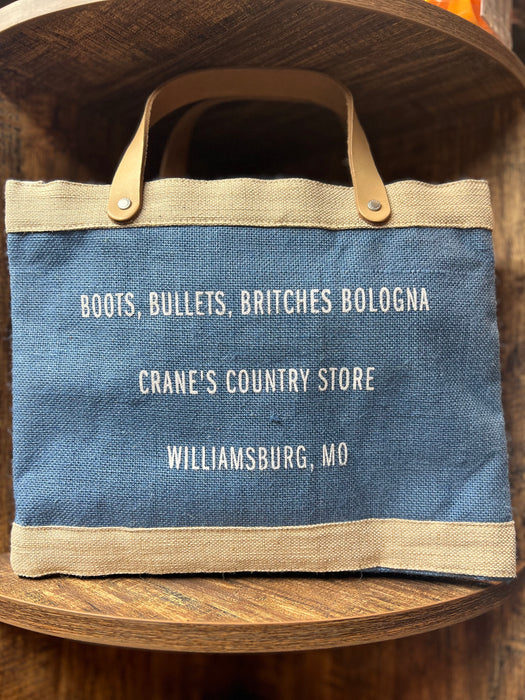 BOOTS, BULLETS, BRITCHES BOLOGNA
CRANE'S COUNTRY STORE
WILLIAMSBURG, MO